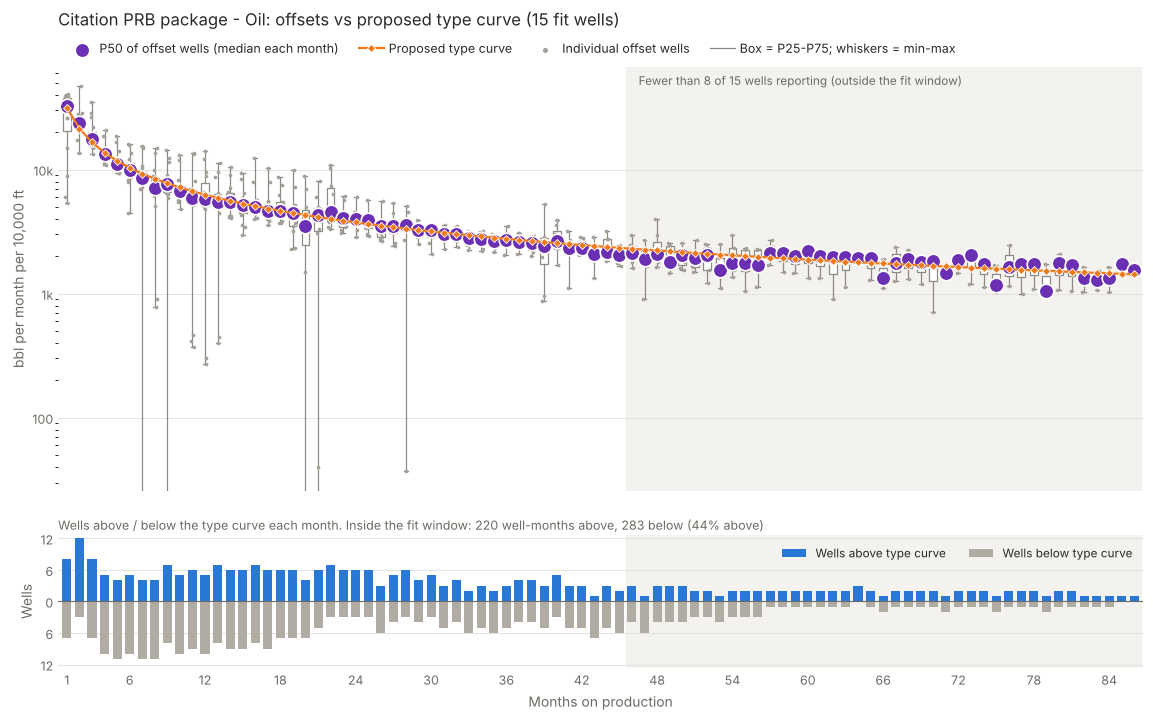 Citation PRB package - Oil: offsets vs proposed type curve (15 fit wells)
P50 of offset wells (median each month)
Proposed type curve
Individual offset wells
Box = P25-P75; whiskers = min-max
Fewer than 8 of 15 wells reporting (outside the fit window)
bbl per month per 10,000 ft
10k
1k
100
Wells above / below the type curve each month. Inside the fit window: 220 well-months above, 283 below (44% above)
Wells above type curve
Wells below type curve
Wells
12
6
0
6
12
1 6 12 18 24 30 36 42 48 54 60 66 72 78 84
Months on production